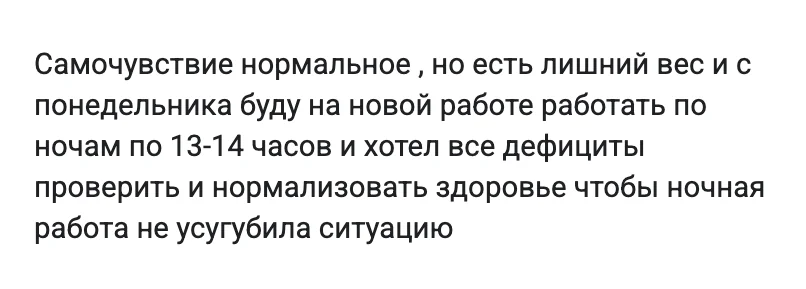 Самочувствие нормальное , но есть лишний вес и с
понедельника буду на новой работе работать по
ночам по 13-14 часов и хотел все дефициты
проверить и нормализовать здоровье чтобы ночная
работа не усугубила ситуацию